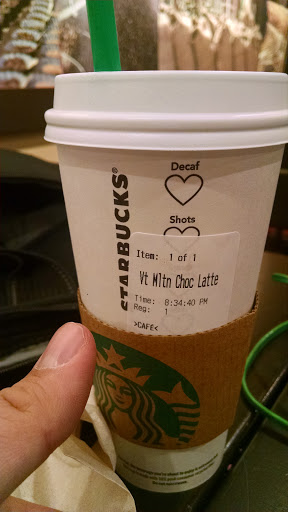 Decaf
Shots
STARBUCKS®
Item: 1 of 1
Vt Mltn Choc Latte
Time: 8:34:40 PM
Reg: 1
>CAFE<